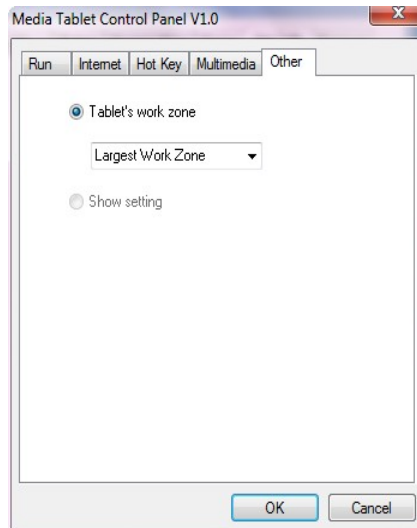 Media Tablet Control Panel V1.0
Run Internet Hot Key Multimedia Other
Tablet's work zone
Largest Work Zone
Show setting
OK Cancel